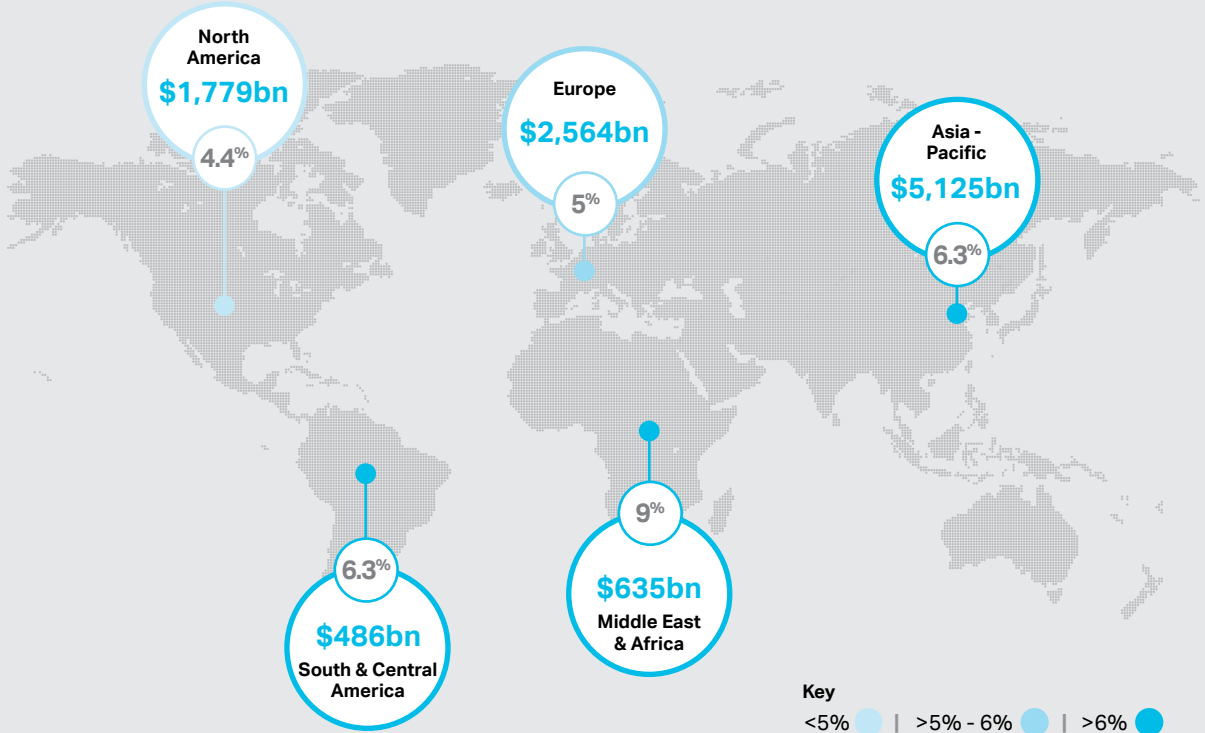 North
America
$1,779bn
4.4%
Europe
$2,564bn
5%
Asia -
Pacific
$5,125bn
6.3%
6.3%
$486bn
South & Central
America
9%
$635bn
Middle East
& Africa
Key
<5% | >5% - 6% | >6%